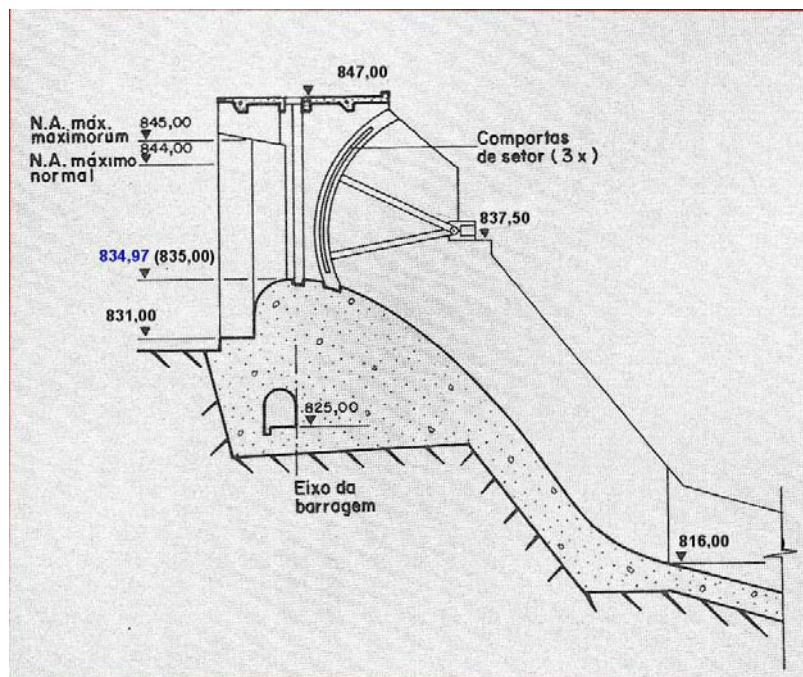 847,00
N.A. máx. 845,00
maximorum
844,00
N.A. máximo
normal
Comportas
de setor (3x)
837,50
834,97 (835,00)
831,00
825,00
Eixo da
barragem
816,00